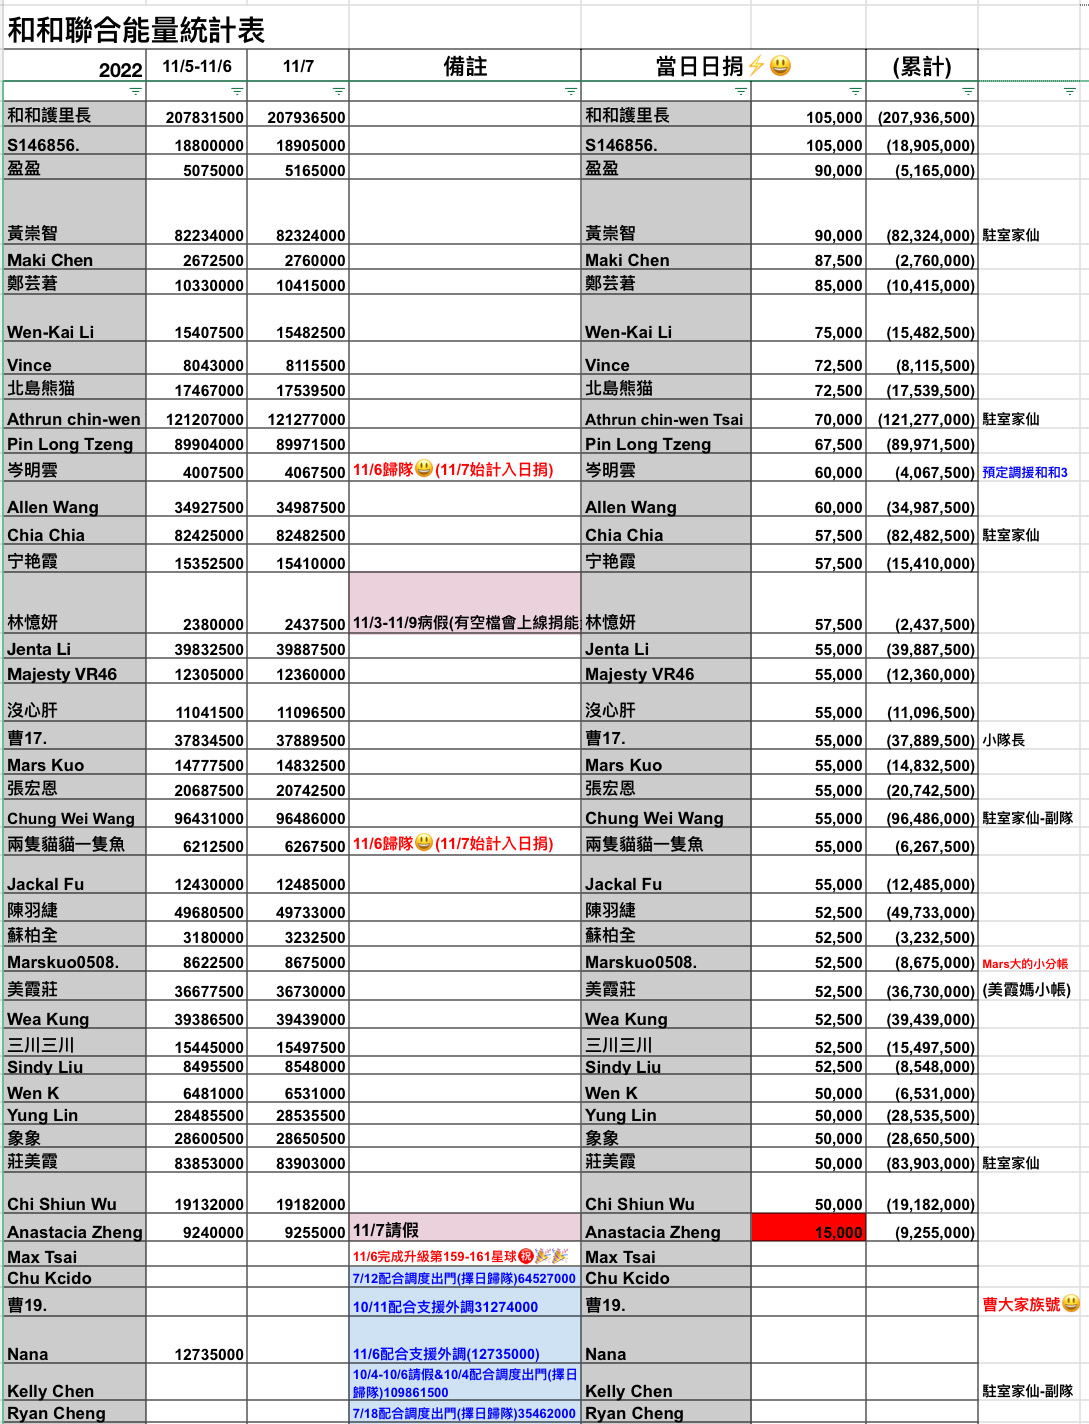 和和聯合能量統計表
2022 11/5-11/6 11/7 備註 當日日捐⚡😃 (累計)
和和護里長 207831500 207936500 和和護里長 105,000 (207,936,500)
S146856. 18800000 18905000 S146856. 105,000 (18,905,000)
盈盈 5075000 5165000 盈盈 90,000 (5,165,000)
黃崇智 82234000 82324000 黃崇智 90,000 (82,324,000) 駐室家仙
Maki Chen 2672500 2760000 Maki Chen 87,500 (2,760,000)
鄭芸茖 10330000 10415000 鄭芸茖 85,000 (10,415,000)
Wen-Kai Li 15407500 15482500 Wen-Kai Li 75,000 (15,482,500)
Vince 8043000 8115500 Vince 72,500 (8,115,500)
北島熊猫 17467000 17539500 北島熊猫 72,500 (17,539,500)
Athrun chin-wen 121207000 121277000 Athrun chin-wen Tsai 70,000 (121,277,000) 駐室家仙
Pin Long Tzeng 89904000 89971500 Pin Long Tzeng 67,500 (89,971,500)
岑明雲 4007500 4067500 11/6歸隊😃(11/7始計入日捐) 岑明雲 60,000 (4,067,500) 預定調援和和3
Allen Wang 34927500 34987500 Allen Wang 60,000 (34,987,500)
Chia Chia 82425000 82482500 Chia Chia 57,500 (82,482,500) 駐室家仙
宁艳霞 15352500 15410000 宁艳霞 57,500 (15,410,000)
林憶妍 2380000 2437500 11/3-11/9病假(有空檔會上線捐能 林憶妍 57,500 (2,437,500)
Jenta Li 39832500 39887500 Jenta Li 55,000 (39,887,500)
Majesty VR46 12305000 12360000 Majesty VR46 55,000 (12,360,000)
沒心肝 11041500 11096500 沒心肝 55,000 (11,096,500)
曹17. 37834500 37889500 曹17. 55,000 (37,889,500) 小隊長
Mars Kuo 14777500 14832500 Mars Kuo 55,000 (14,832,500)
張宏恩 20687500 20742500 張宏恩 55,000 (20,742,500)
Chung Wei Wang 96431000 96486000 Chung Wei Wang 55,000 (96,486,000) 駐室家仙-副隊
兩隻貓貓一隻魚 6212500 6267500 11/6歸隊😃(11/7始計入日捐) 兩隻貓貓一隻魚 55,000 (6,267,500)
Jackal Fu 12430000 12485000 Jackal Fu 55,000 (12,485,000)
陳羽緁 49680500 49733000 陳羽緁 52,500 (49,733,000)
蘇柏全 3180000 3232500 蘇柏全 52,500 (3,232,500)
Marskuo0508. 8622500 8675000 Marskuo0508. 52,500 (8,675,000) Mars大的小分帳
美霞莊 36677500 36730000 美霞莊 52,500 (36,730,000) (美霞媽小帳)
Wea Kung 39386500 39439000 Wea Kung 52,500 (39,439,000)
三川三川 15445000 15497500 三川三川 52,500 (15,497,500)
Sindy Liu 8495500 8548000 Sindy Liu 52,500 (8,548,000)
Wen K 6481000 6531000 Wen K 50,000 (6,531,000)
Yung Lin 28485500 28535500 Yung Lin 50,000 (28,535,500)
象象 28600500 28650500 象象 50,000 (28,650,500)
莊美霞 83853000 83903000 莊美霞 50,000 (83,903,000) 駐室家仙
Chi Shiun Wu 19132000 19182000 Chi Shiun Wu 50,000 (19,182,000)
Anastacia Zheng 9240000 9255000 11/7請假 Anastacia Zheng 15,000 (9,255,000)
Max Tsai 11/6完成升級第159-161星球㊗️🎉🎉 Max Tsai
Chu Kcido 7/12配合調度出門(擇日歸隊)64527000 Chu Kcido
曹19. 10/11配合支援外調31274000 曹19. 曹大家族號😃
Nana 12735000 11/6配合支援外調(12735000) Nana
10/4-10/6請假&10/4配合調度出門(擇日
Kelly Chen 歸隊)109861500 Kelly Chen 駐室家仙-副隊
Ryan Cheng 7/18配合調度出門(擇日歸隊)35462000 Ryan Cheng